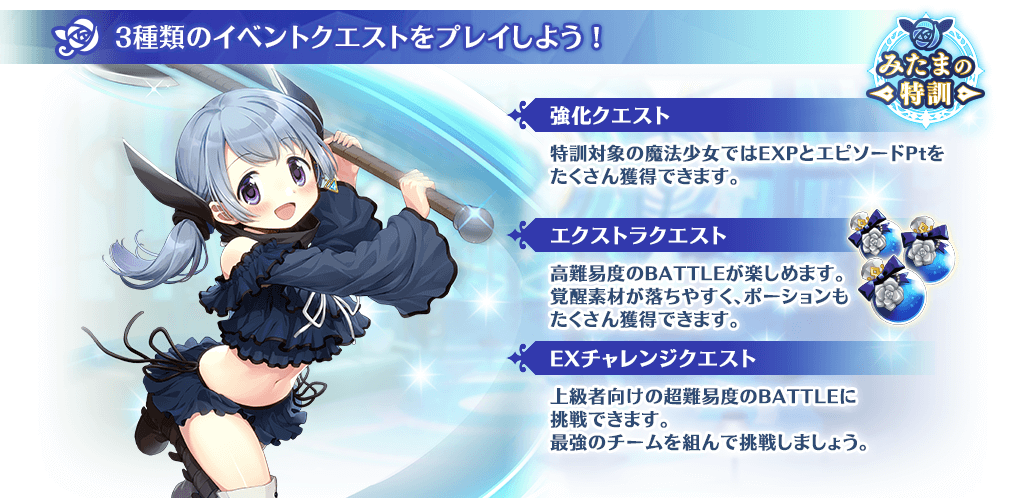 3種類のイベントクエストをプレイしよう！
みたまの
特訓
強化クエスト
特訓対象の魔法少女ではEXPとエピソードPtを
たくさん獲得できます。
エクストラクエスト
高難易度のBATTLEが楽しめます。
覚醒素材が落ちやすく、ポーションも
たくさん獲得できます。
EXチャレンジクエスト
上級者向けの超難易度のBATTLEに
挑戦できます。
最強のチームを組んで挑戦しましょう。